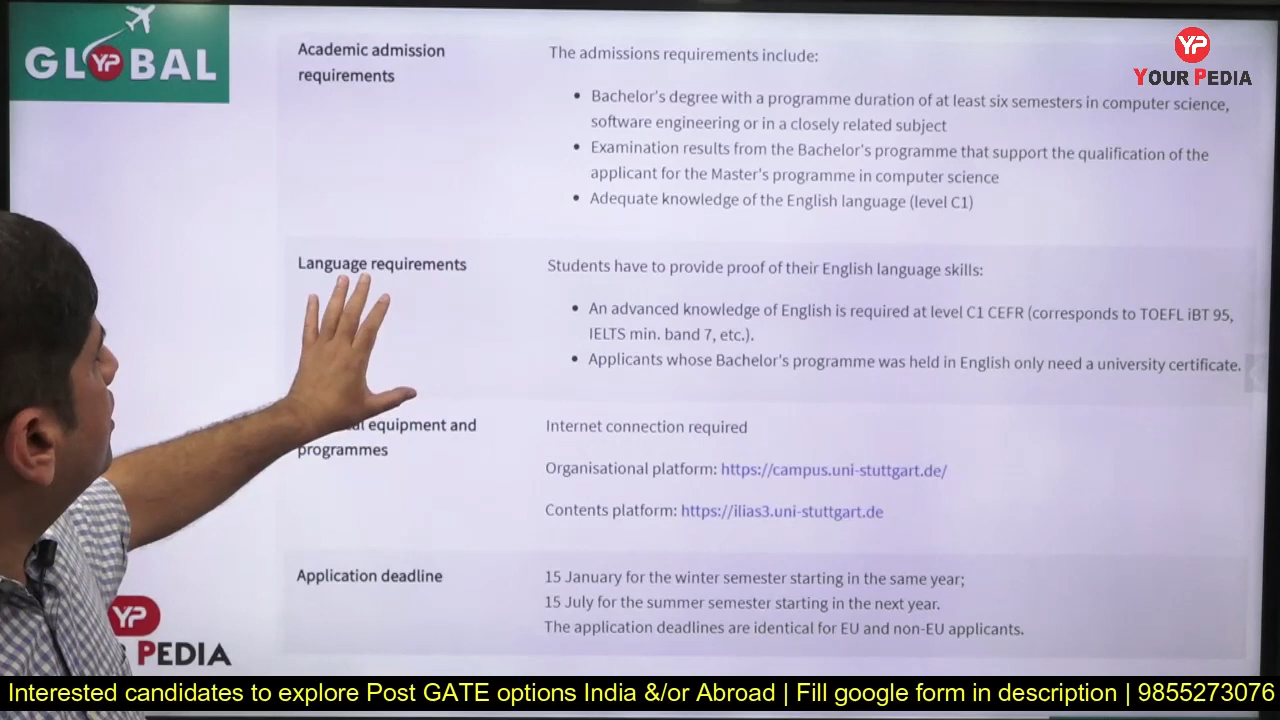 GLOBAL
YP
YP
YOUR PEDIA
Academic admission
requirements
The admissions requirements include:
• Bachelor's degree with a programme duration of at least six semesters in computer science,
software engineering or in a closely related subject
• Examination results from the Bachelor's programme that support the qualification of the
applicant for the Master's programme in computer science
• Adequate knowledge of the English language (level C1)
Language requirements
Students have to provide proof of their English language skills:
• An advanced knowledge of English is required at level C1 CEFR (corresponds to TOEFL iBT 95,
IELTS min. band 7, etc.).
• Applicants whose Bachelor's programme was held in English only need a university certificate.
equipment and
programmes
Internet connection required
Organisational platform: https://campus.uni-stuttgart.de/
Contents platform: https://ilias3.uni-stuttgart.de
Application deadline
15 January for the winter semester starting in the same year;
15 July for the summer semester starting in the next year.
The application deadlines are identical for EU and non-EU applicants.
YP
PEDIA
Interested candidates to explore Post GATE options India &/or Abroad | Fill google form in description | 9855273076